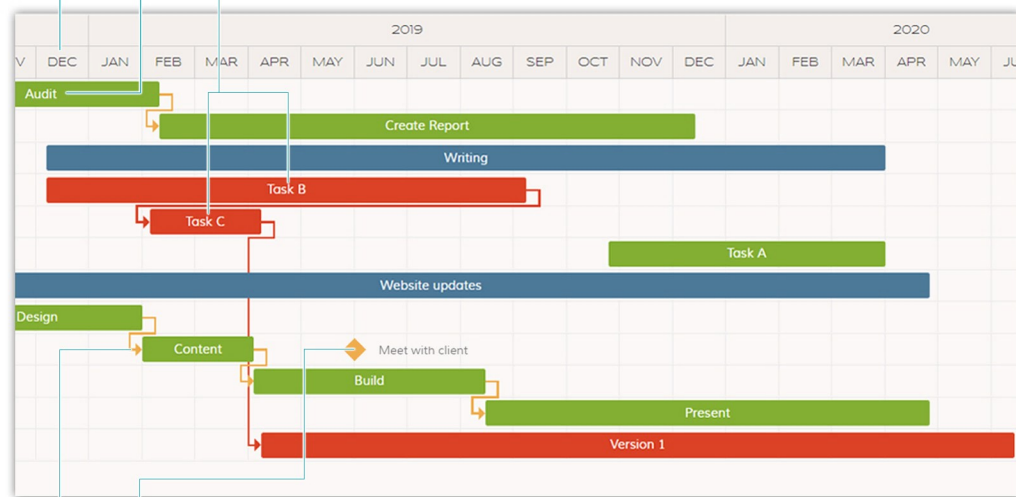 2019 2020
V DEC JAN FEB MAR APR MAY JUN JUL AUG SEP OCT NOV DEC JAN FEB MAR APR MAY JU
Audit
Create Report
Writing
Task B
Task C
Task A
Website updates
Design
Content Meet with client
Build
Present
Version 1